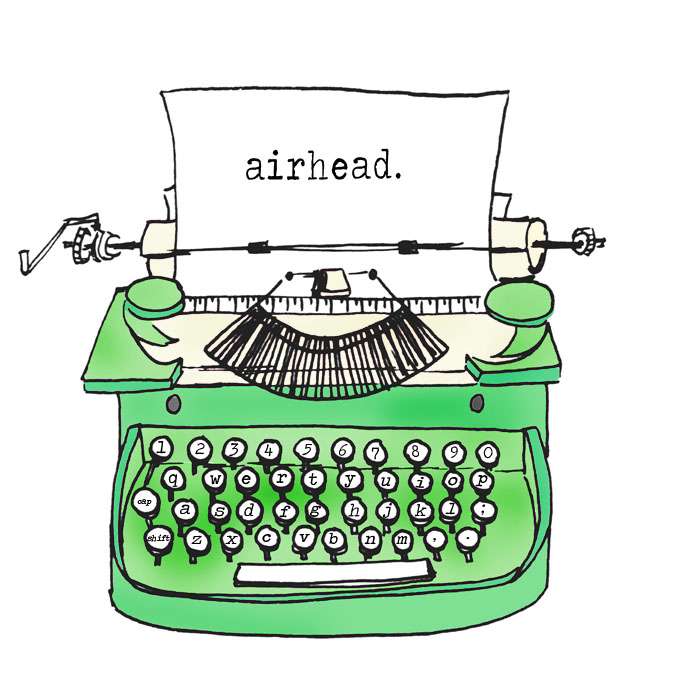 airhead.
1 2 3 4 5 6 7 8 9 0
q w e r t y u i o p
cap a s d f g h j k l ;
shift z x c v b n m , .